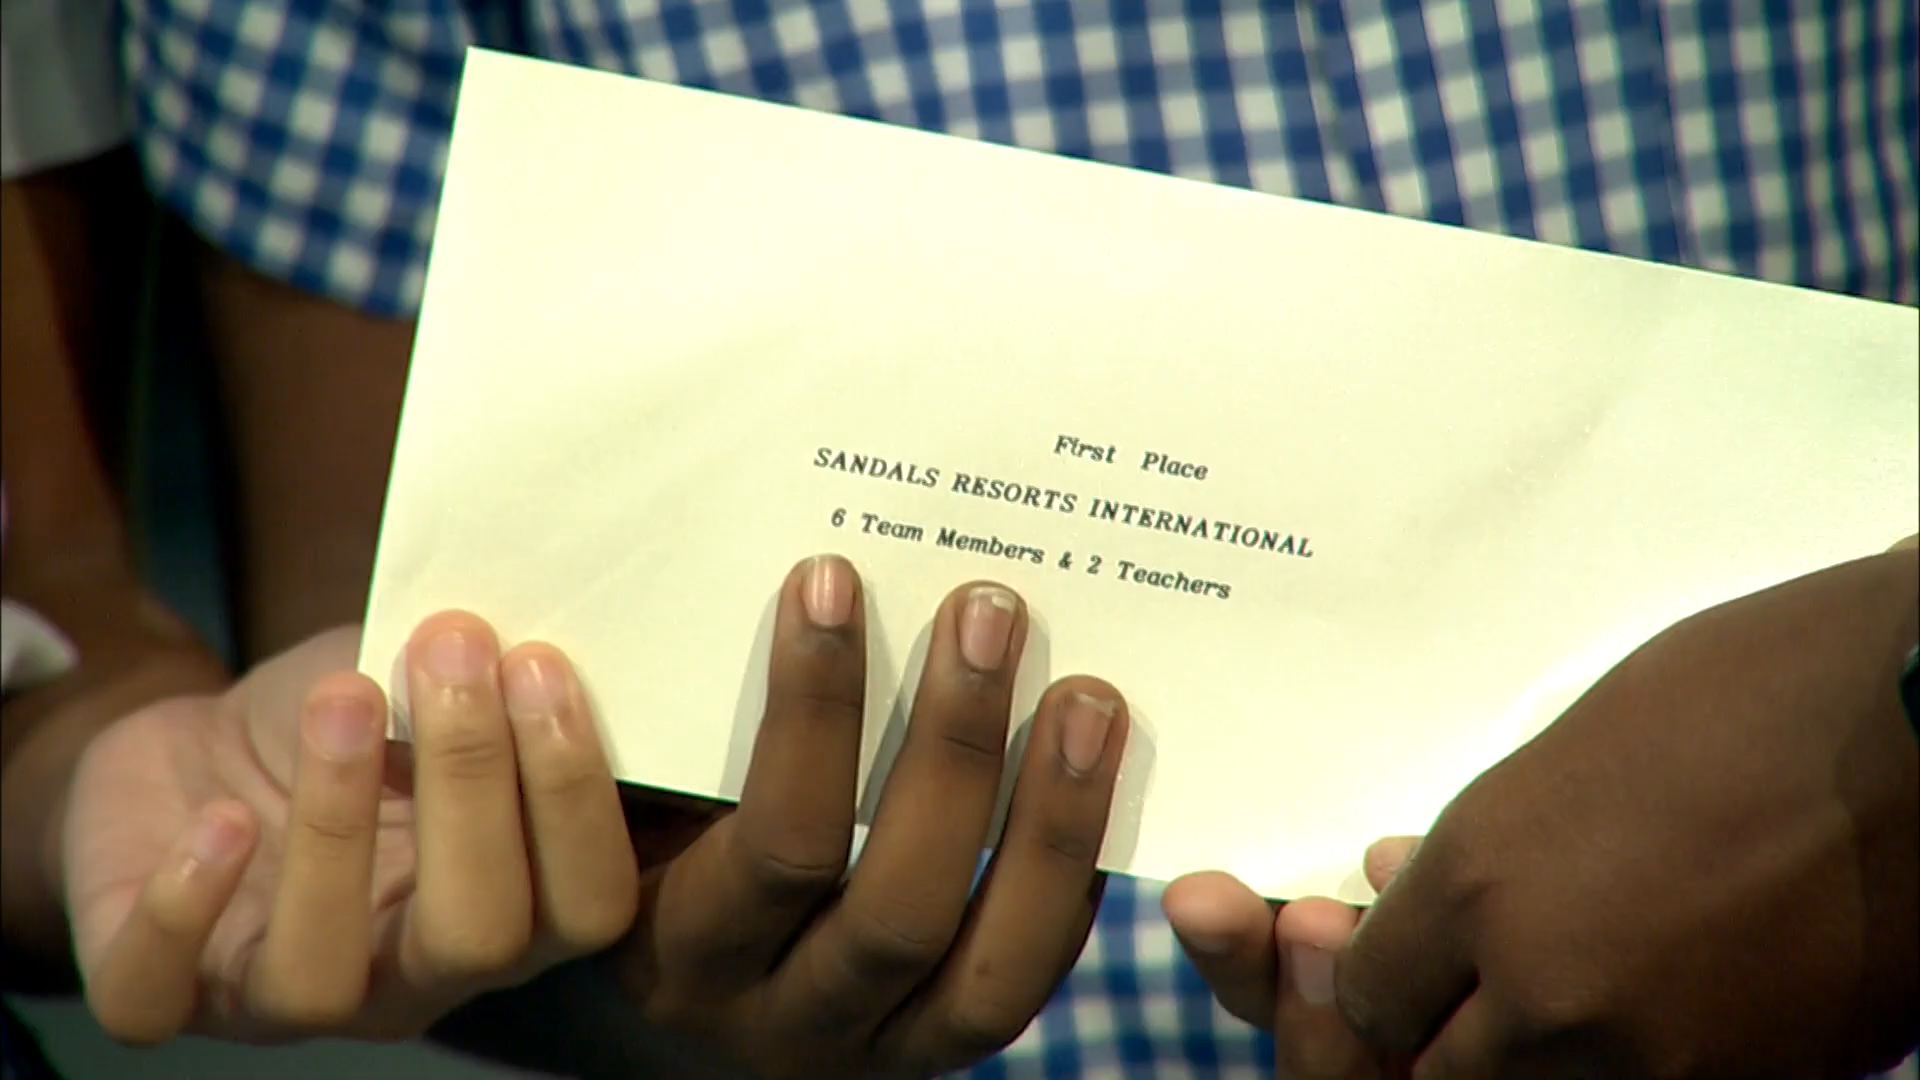 First Place
SANDALS RESORTS INTERNATIONAL
6 Team Members & 2 Teachers